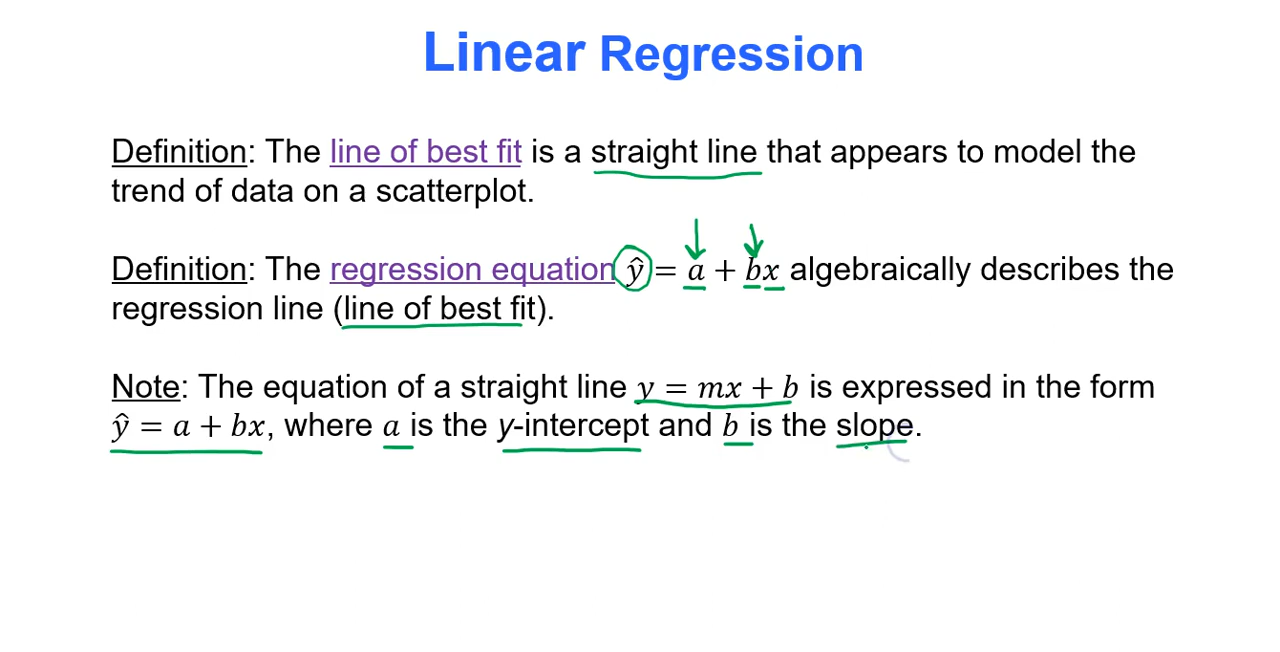 Linear Regression
Definition: The line of best fit is a straight line that appears to model the
trend of data on a scatterplot.
Definition: The regression equation ŷ = a + bx algebraically describes the
regression line (line of best fit).
Note: The equation of a straight line y = mx + b is expressed in the form
ŷ = a + bx, where a is the y-intercept and b is the slope.